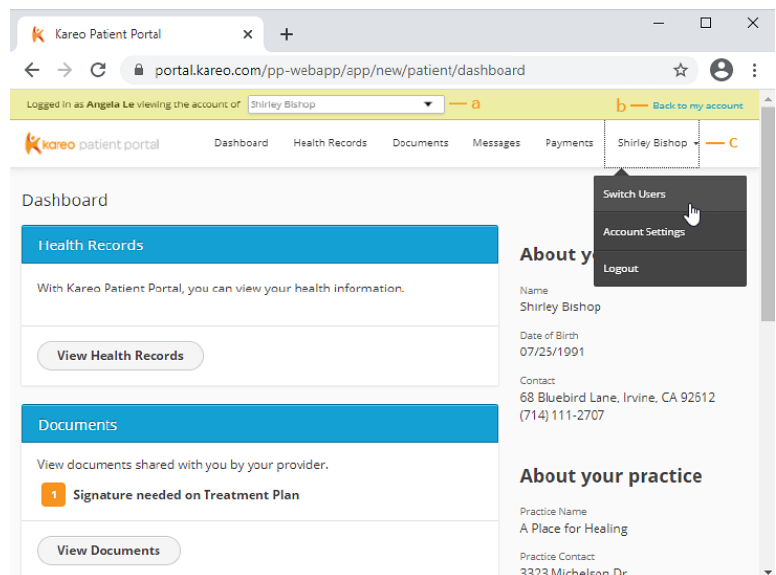 Kareo Patient Portal
portal.kareo.com/pp-webapp/app/new/patient/dashboard
Logged in as Angela Le viewing the account of Shirley Bishop a b Back to my account
kareo patient portal Dashboard Health Records Documents Messages Payments Shirley Bishop c
Switch Users
Account Settings
Logout
Dashboard
Health Records
With Kareo Patient Portal, you can view your health information.
View Health Records
Documents
View documents shared with you by your provider.
1 Signature needed on Treatment Plan
View Documents
About y
Name
Shirley Bishop
Date of Birth
07/25/1991
Contact
68 Bluebird Lane, Irvine, CA 92612
(714) 111-2707
About your practice
Practice Name
A Place for Healing
Practice Contact
3323 Michelson Dr